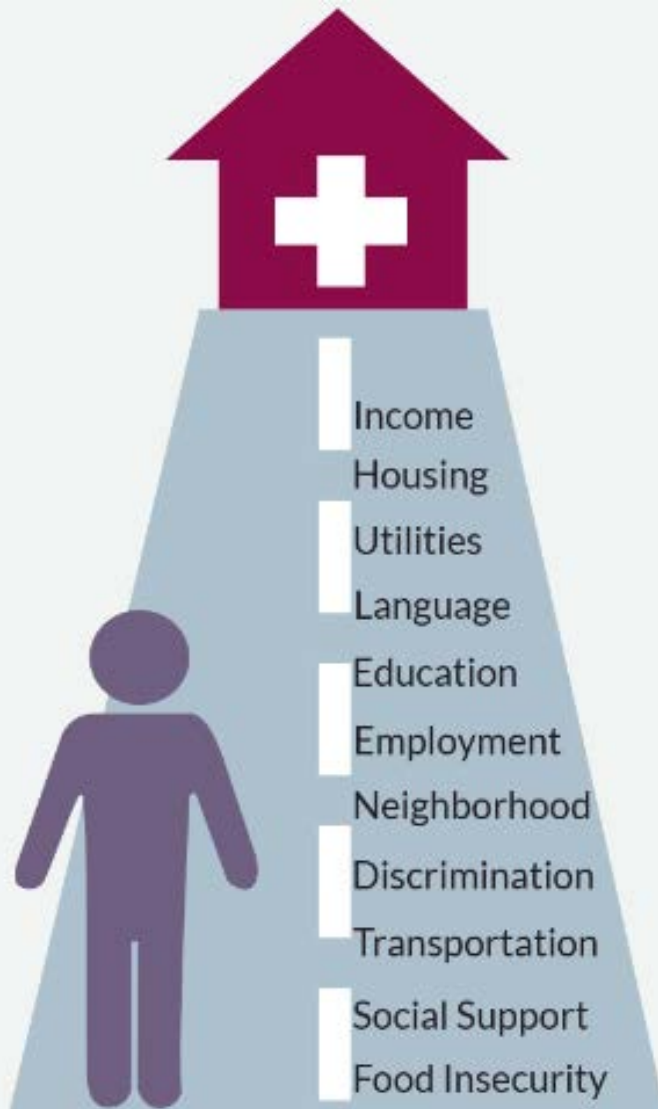 Income
Housing
Utilities
Language
Education
Employment
Neighborhood
Discrimination
Transportation
Social Support
Food Insecurity